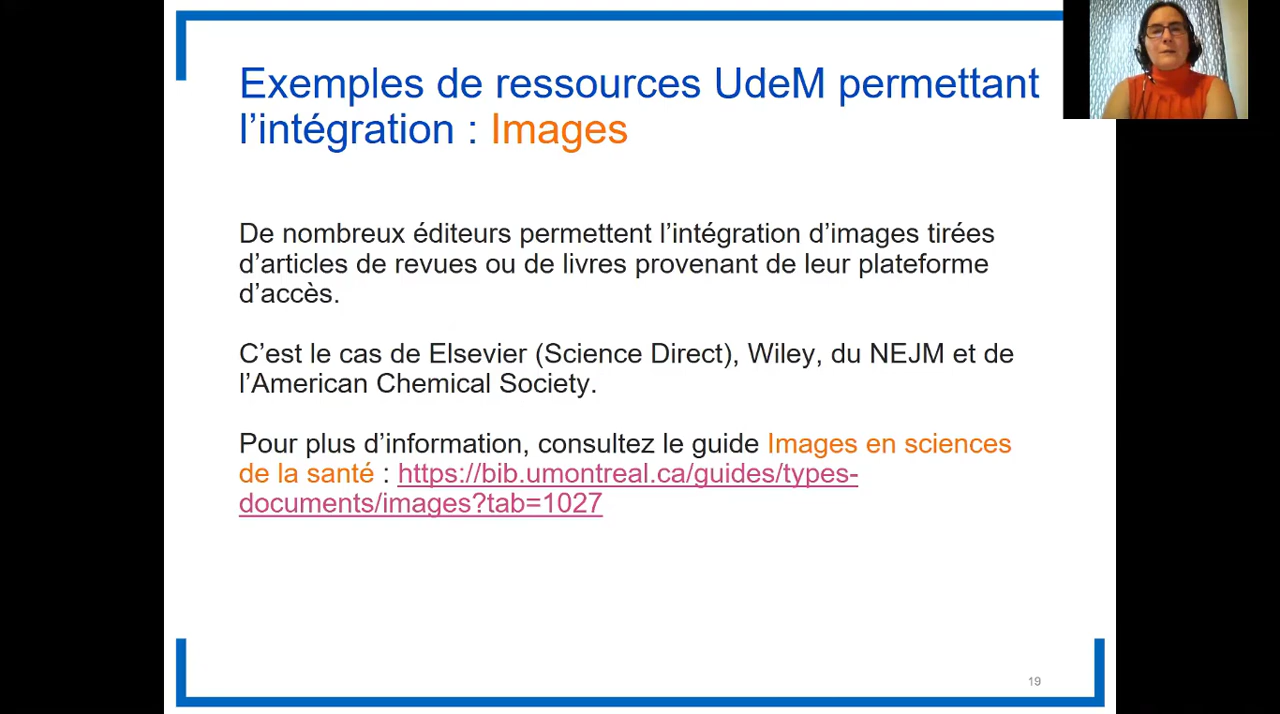 Exemples de ressources UdeM permettant
l’intégration : Images
De nombreux éditeurs permettent l’intégration d’images tirées
d’articles de revues ou de livres provenant de leur plateforme
d’accès.
C’est le cas de Elsevier (Science Direct), Wiley, du NEJM et de
l’American Chemical Society.
Pour plus d’information, consultez le guide Images en sciences
de la santé : https://bib.umontreal.ca/guides/types-
documents/images?tab=1027
19